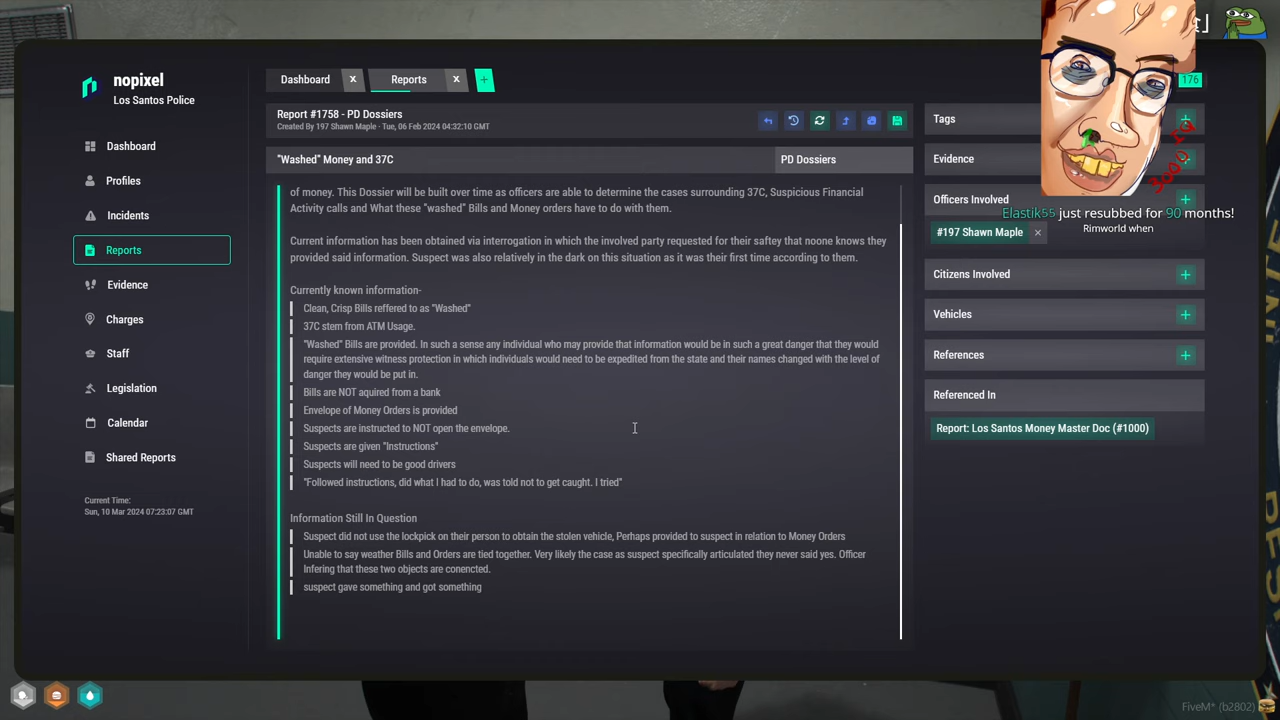 nopixel
Los Santos Police
Dashboard
Profiles
Incidents
Reports
Evidence
Charges
Staff
Legislation
Calendar
Shared Reports
Current Time:
Sun, 10 Mar 2024 07:23:07 GMT
Dashboard x Reports x +
Report #1758 - PD Dossiers
Created By 197 Shawn Maple - Tue, 06 Feb 2024 04:32:10 GMT
"Washed" Money and 37C PD Dossiers
of money. This Dossier will be built over time as officers are able to determine the cases surrounding 37C, Suspicious Financial
Activity calls and What these "washed" Bills and Money orders have to do with them.
Current information has been obtained via interrogation in which the involved party requested for their saftey that noone knows they
provided said information. Suspect was also relatively in the dark on this situation as it was their first time according to them.
Currently known information-
Clean, Crisp Bills reffered to as "Washed"
37C stem from ATM Usage.
"Washed" Bills are provided. In such a sense any individual who may provide that information would be in such a great danger that they would
require extensive witness protection in which individuals would need to be expedited from the state and their names changed with the level of
danger they would be put in.
Bills are NOT aquired from a bank
Envelope of Money Orders is provided
Suspects are instructed to NOT open the envelope.
Suspects are given "Instructions"
Suspects will need to be good drivers
"Followed instructions, did what I had to do, was told not to get caught. I tried"
Information Still In Question
Suspect did not use the lockpick on their person to obtain the stolen vehicle, Perhaps provided to suspect in relation to Money Orders
Unable to say weather Bills and Orders are tied together. Very likely the case as suspect specifically articulated they never said yes. Officer
Infering that these two objects are conencted.
suspect gave something and got something
176
Tags +
Evidence
Officers Involved +
#197 Shawn Maple x
Citizens Involved +
Vehicles +
References +
Referenced In
Report: Los Santos Money Master Doc (#1000)
Elastik55 just resubbed for 90 months!
Rimworld when
FiveM* (b2802)